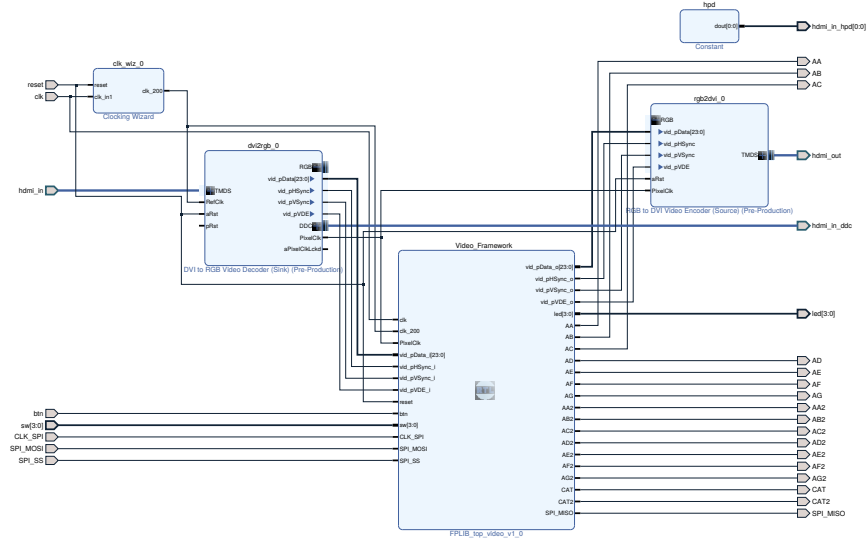 hpd
dout[0:0]
Constant
hdmi_in_hpd[0:0]
AA
AB
AC
clk_wiz_0
reset
clk
reset
clk_in1
clk_200
Clocking Wizard
rgb2dvi_0
RGB
vid_pData[23:0]
vid_pHSync
vid_pVSync
vid_pVDE
aRst
PixelClk
TMDS
RGB to DVI Video Encoder (Source) (Pre-Production)
hdmi_out
dvi2rgb_0
hdmi_in
TMDS
RefClk
aRst
pRst
RGB
vid_pData[23:0]
vid_pHSync
vid_pVSync
vid_pVDE
DDC
PixelClk
aPixelClkLckd
DVI to RGB Video Decoder (Sink) (Pre-Production)
hdmi_in_ddc
Video_Framework
clk
clk_200
PixelClk
vid_pData_i[23:0]
vid_pHSync_i
vid_pVSync_i
vid_pVDE_i
reset
btn
sw[3:0]
CLK_SPI
SPI_MOSI
SPI_SS
vid_pData_o[23:0]
vid_pHSync_o
vid_pVSync_o
vid_pVDE_o
led[3:0]
AA
AB
AC
AD
AE
AF
AG
AA2
AB2
AC2
AD2
AE2
AF2
AG2
CAT
CAT2
SPI_MISO
FPLIB_top_video_v1_0
btn
sw[3:0]
CLK_SPI
SPI_MOSI
SPI_SS
led[3:0]
AD
AE
AF
AG
AA2
AB2
AC2
AD2
AE2
AF2
AG2
CAT
CAT2
SPI_MISO